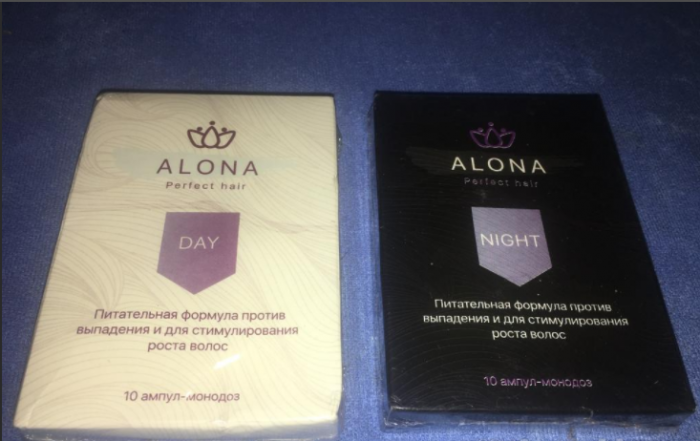 ALONA
Perfect hair
DAY
Питательная формула против
выпадения и для стимулирования
роста волос
10 ампул-монодоз
ALONA
Perfect hair
NIGHT
Питательная формула против
выпадения и для стимулирования
роста волос
10 ампул-монодоз